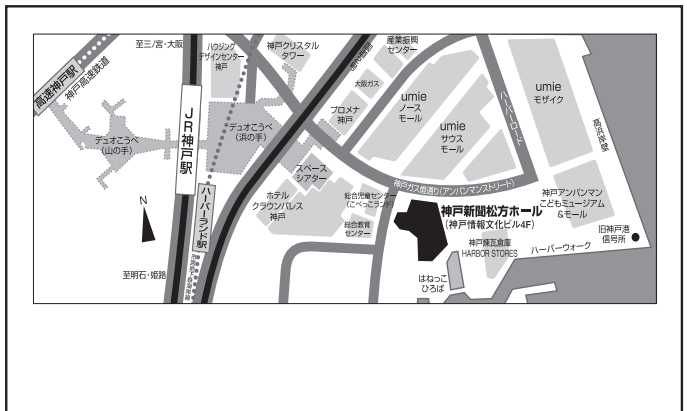 至三ノ宮・大阪
ハウジング
デザインセンター
神戸
神戸クリスタル
タワー
産業振興
センター
高速神戸駅
神戸高速鉄道
大阪ガス
プロメナ
神戸
umie
ノース
モール
umie
サウス
モール
ハーバーロード
umie
モザイク
高浜岸壁
デュオこうべ
(山の手)
JR神戸駅
デュオこうべ
(浜の手)
スペース
シアター
ホテル
クラウンパレス
神戸
総合児童センター
(こべっこランド)
総合教育
センター
神戸ガス燈通り(アンパンマンストリート)
神戸アンパンマン
こどもミュージアム
&モール
神戸新聞松方ホール
(神戸情報文化ビル4F)
神戸煉瓦倉庫
HARBOR STORES
ハーバーウォーク
旧神戸港
信号所
はねっこ
ひろば
N
ハーバーランド駅
至明石・姫路